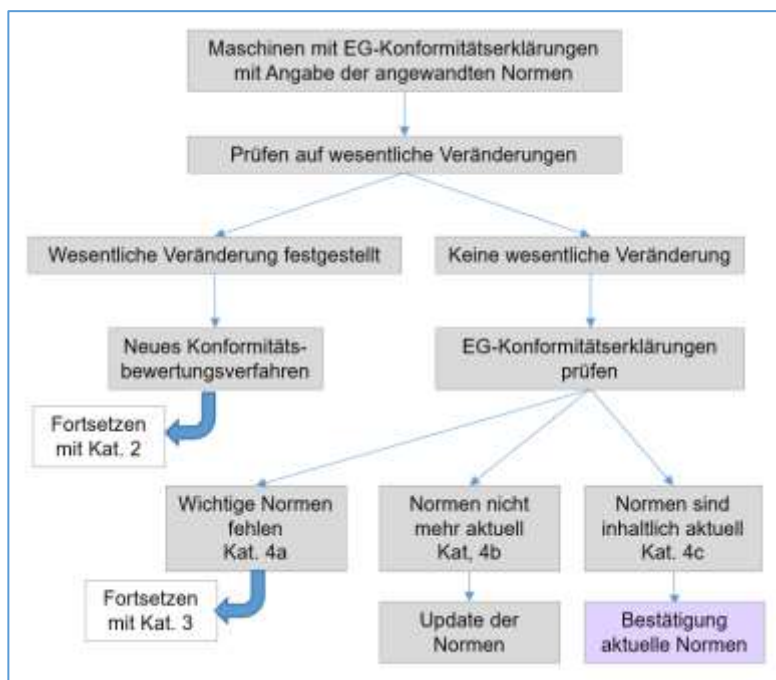 Maschinen mit EG-Konformitätserklärungen
mit Angabe der angewandten Normen
Prüfen auf wesentliche Veränderungen
Wesentliche Veränderung festgestellt
Keine wesentliche Veränderung
Neues Konformitäts-
bewertungsverfahren
EG-Konformitätserklärungen
prüfen
Fortsetzen
mit Kat. 2
Wichtige Normen
fehlen
Kat. 4a
Normen nicht
mehr aktuell
Kat, 4b
Normen sind
inhaltlich aktuell
Kat. 4c
Fortsetzen
mit Kat. 3
Update der
Normen
Bestätigung
aktuelle Normen